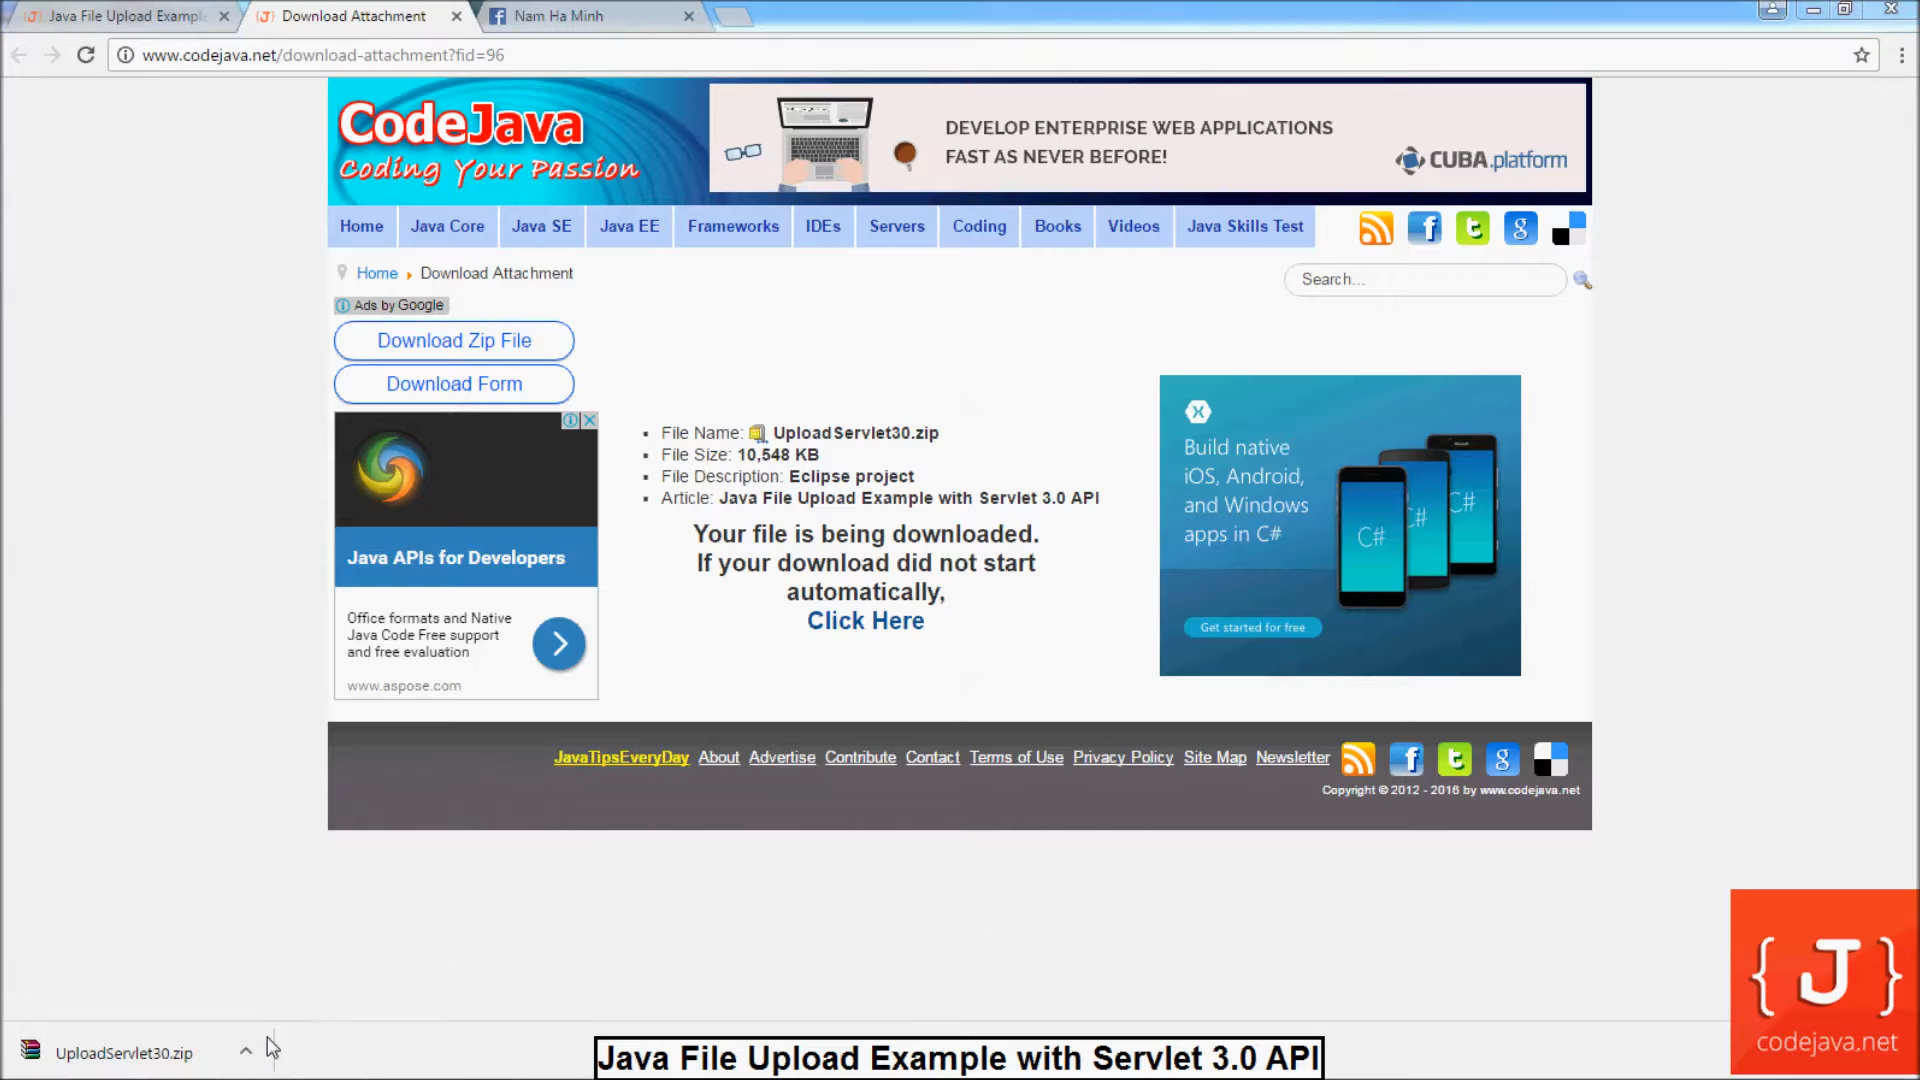 Java File Upload Example
Download Attachment
Nam Ha Minh
www.codejava.net/download-attachment?fid=96
CodeJava
Coding Your Passion
DEVELOP ENTERPRISE WEB APPLICATIONS
FAST AS NEVER BEFORE!
CUBA.platform
Home
Java Core
Java SE
Java EE
Frameworks
IDEs
Servers
Coding
Books
Videos
Java Skills Test
Home
Download Attachment
Search...
Ads by Google
Download Zip File
Download Form
Java APIs for Developers
Office formats and Native
Java Code Free support
and free evaluation
www.aspose.com
File Name: UploadServlet30.zip
File Size: 10,548 KB
File Description: Eclipse project
Article: Java File Upload Example with Servlet 3.0 API
Your file is being downloaded.
If your download did not start
automatically,
Click Here
Build native
iOS, Android,
and Windows
apps in C#
C#
C#
C#
Get started for free
JavaTipsEveryDay About Advertise Contribute Contact Terms of Use Privacy Policy Site Map Newsletter
Copyright © 2012 - 2016 by www.codejava.net
UploadServlet30.zip
Java File Upload Example with Servlet 3.0 API
{ J }
codejava.net